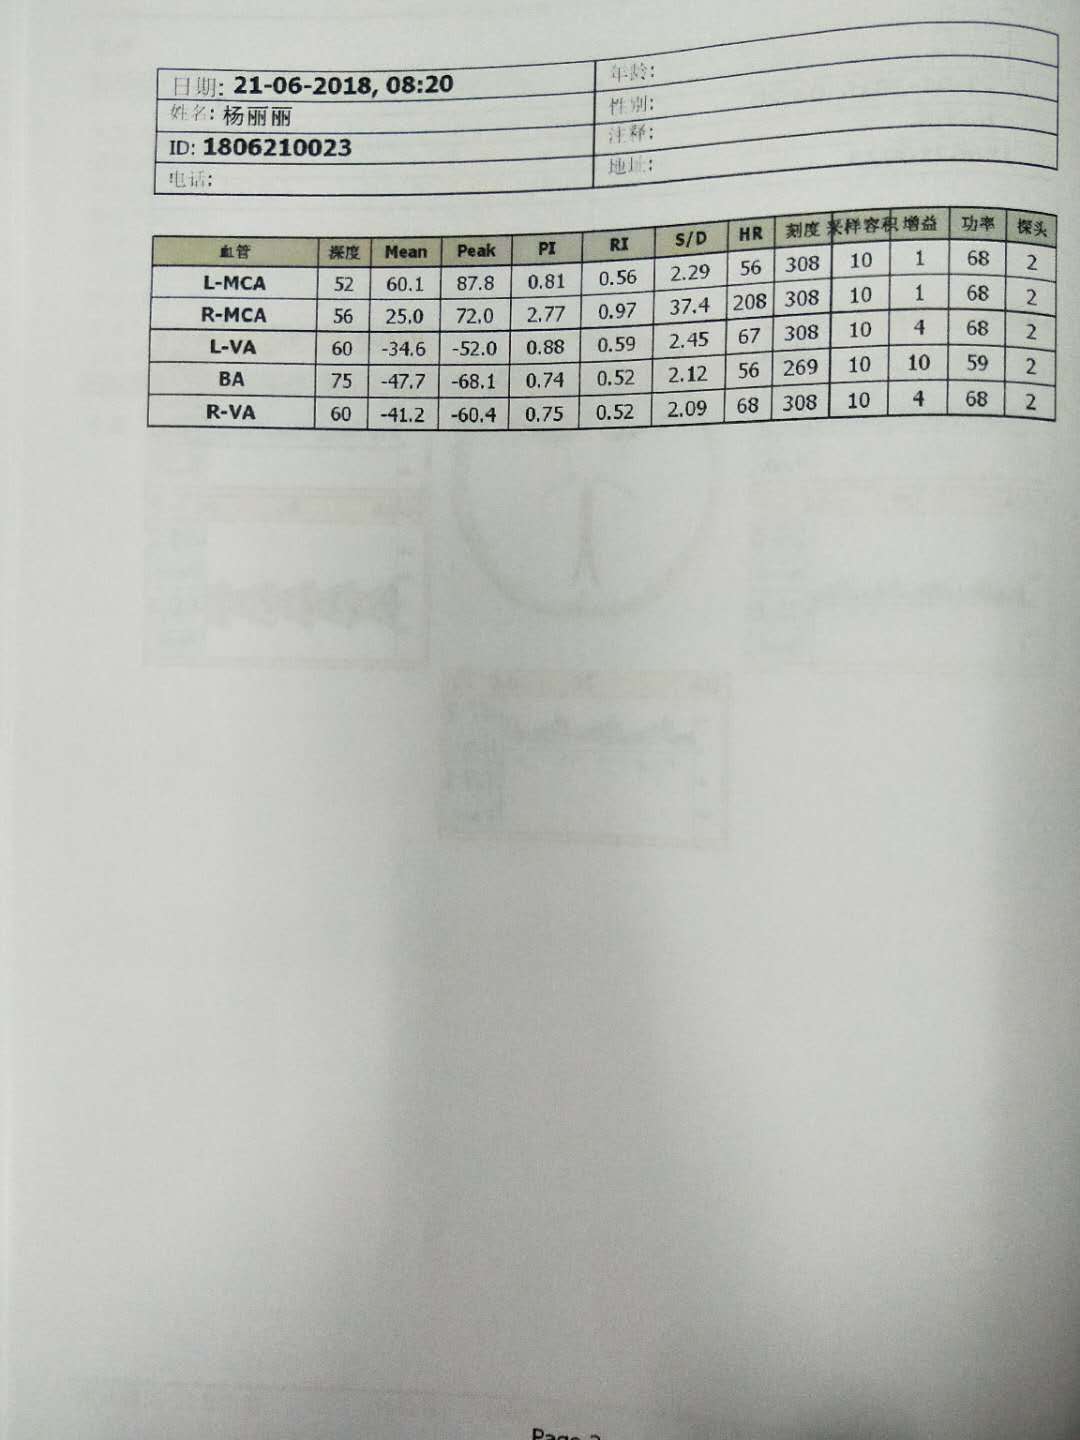 日期: 21-06-2018, 08:20 年龄:
姓名: 杨丽丽 性别:
ID: 1806210023 注释:
电话: 地址:
血管 深度 Mean Peak PI RI S/D HR 刻度 采样容积 增益 功率 探头
L-MCA 52 60.1 87.8 0.81 0.56 2.29 56 308 10 1 68 2
R-MCA 56 25.0 72.0 2.77 0.97 37.4 208 308 10 1 68 2
L-VA 60 -34.6 -52.0 0.88 0.59 2.45 67 308 10 4 68 2
BA 75 -47.7 -68.1 0.74 0.52 2.12 56 269 10 10 59 2
R-VA 60 -41.2 -60.4 0.75 0.52 2.09 68 308 10 4 68 2
Page 2